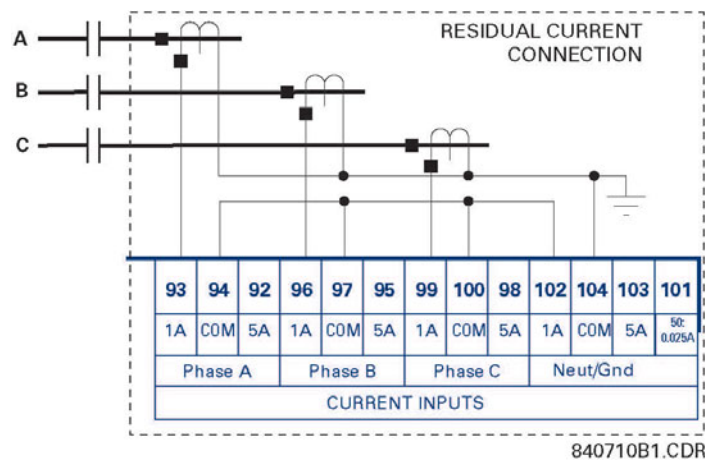 RESIDUAL CURRENT
CONNECTION
A
B
C
93 94 92 96 97 95 99 100 98 102 104 103 101
1A COM 5A 1A COM 5A 1A COM 5A 1A COM 5A 50:
0.025A
Phase A Phase B Phase C Neut/Gnd
CURRENT INPUTS
840710B1.CDR